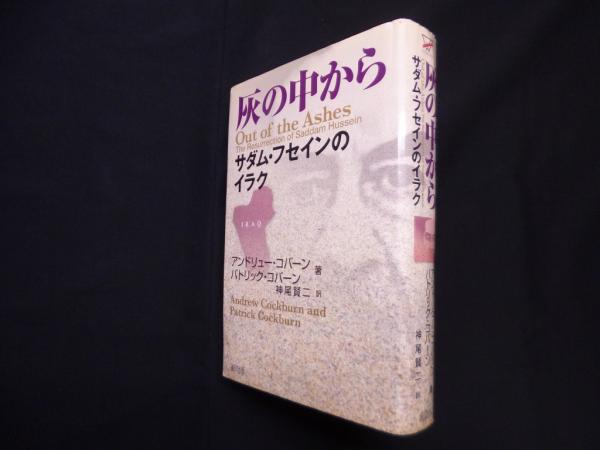 灰の中から
Out of the Ashes
The Resurrection of Saddam Hussein
サダム・フセインの
イラク
IRAQ
アンドリュー・コバーン
パトリック・コバーン
著
神尾賢二 訳
Andrew Cockburn and
Patrick Cockburn
灰の中から
サダム・フセインのイラク
パトリック・コバーン
神尾賢二 訳